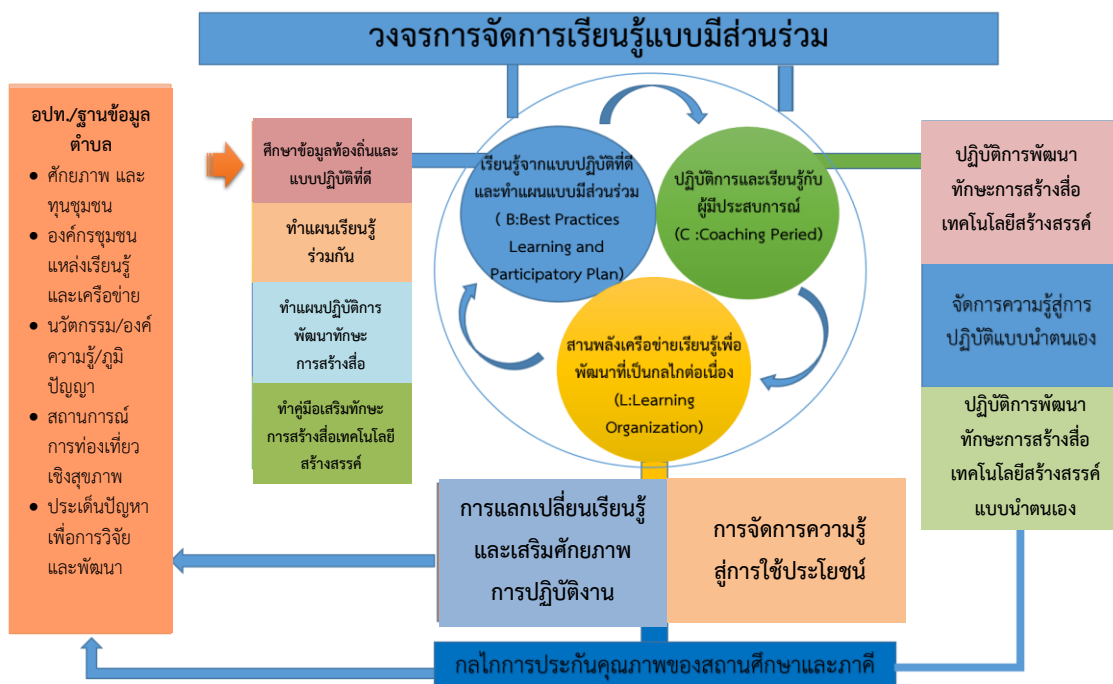 วงจรการจัดการเรียนรู้แบบมีส่วนร่วม
อปท./ฐานข้อมูล
ตำบล
• ศักยภาพ และ
ทุนชุมชน
• องค์กรชุมชน
แหล่งเรียนรู้
และเครือข่าย
• นวัตกรรม/องค์
ความรู้/ภูมิ
ปัญญา
• สถานการณ์
การท่องเที่ยว
เชิงสุขภาพ
• ประเด็นปัญหา
เพื่อการวิจัย
และพัฒนา
ศึกษาข้อมูลท้องถิ่นและ
แบบปฏิบัติที่ดี
ทำแผนเรียนรู้
ร่วมกัน
ทำแผนปฏิบัติการ
พัฒนาทักษะ
การสร้างสื่อ
ทำคู่มือเสริมทักษะ
การสร้างสื่อเทคโนโลยี
สร้างสรรค์
เรียนรู้จากแบบปฏิบัติที่ดี
และทำแผนแบบมีส่วนร่วม
( B:Best Practices
Learning and
Participatory Plan)
ปฏิบัติการและเรียนรู้กับ
ผู้มีประสบการณ์
(C :Coaching Peried)
สานพลังเครือข่ายเรียนรู้เพื่อ
พัฒนาที่เป็นกลไกต่อเนื่อง
(L:Learning
Organization)
ปฏิบัติการพัฒนา
ทักษะการสร้างสื่อ
เทคโนโลยีสร้างสรรค์
จัดการความรู้สู่การ
ปฏิบัติแบบนำตนเอง
ปฏิบัติการพัฒนา
ทักษะการสร้างสื่อ
เทคโนโลยีสร้างสรรค์
แบบนำตนเอง
การแลกเปลี่ยนเรียนรู้
และเสริมศักยภาพ
การปฏิบัติงาน
การจัดการความรู้
สู่การใช้ประโยชน์
กลไกการประกันคุณภาพของสถานศึกษาและภาคี